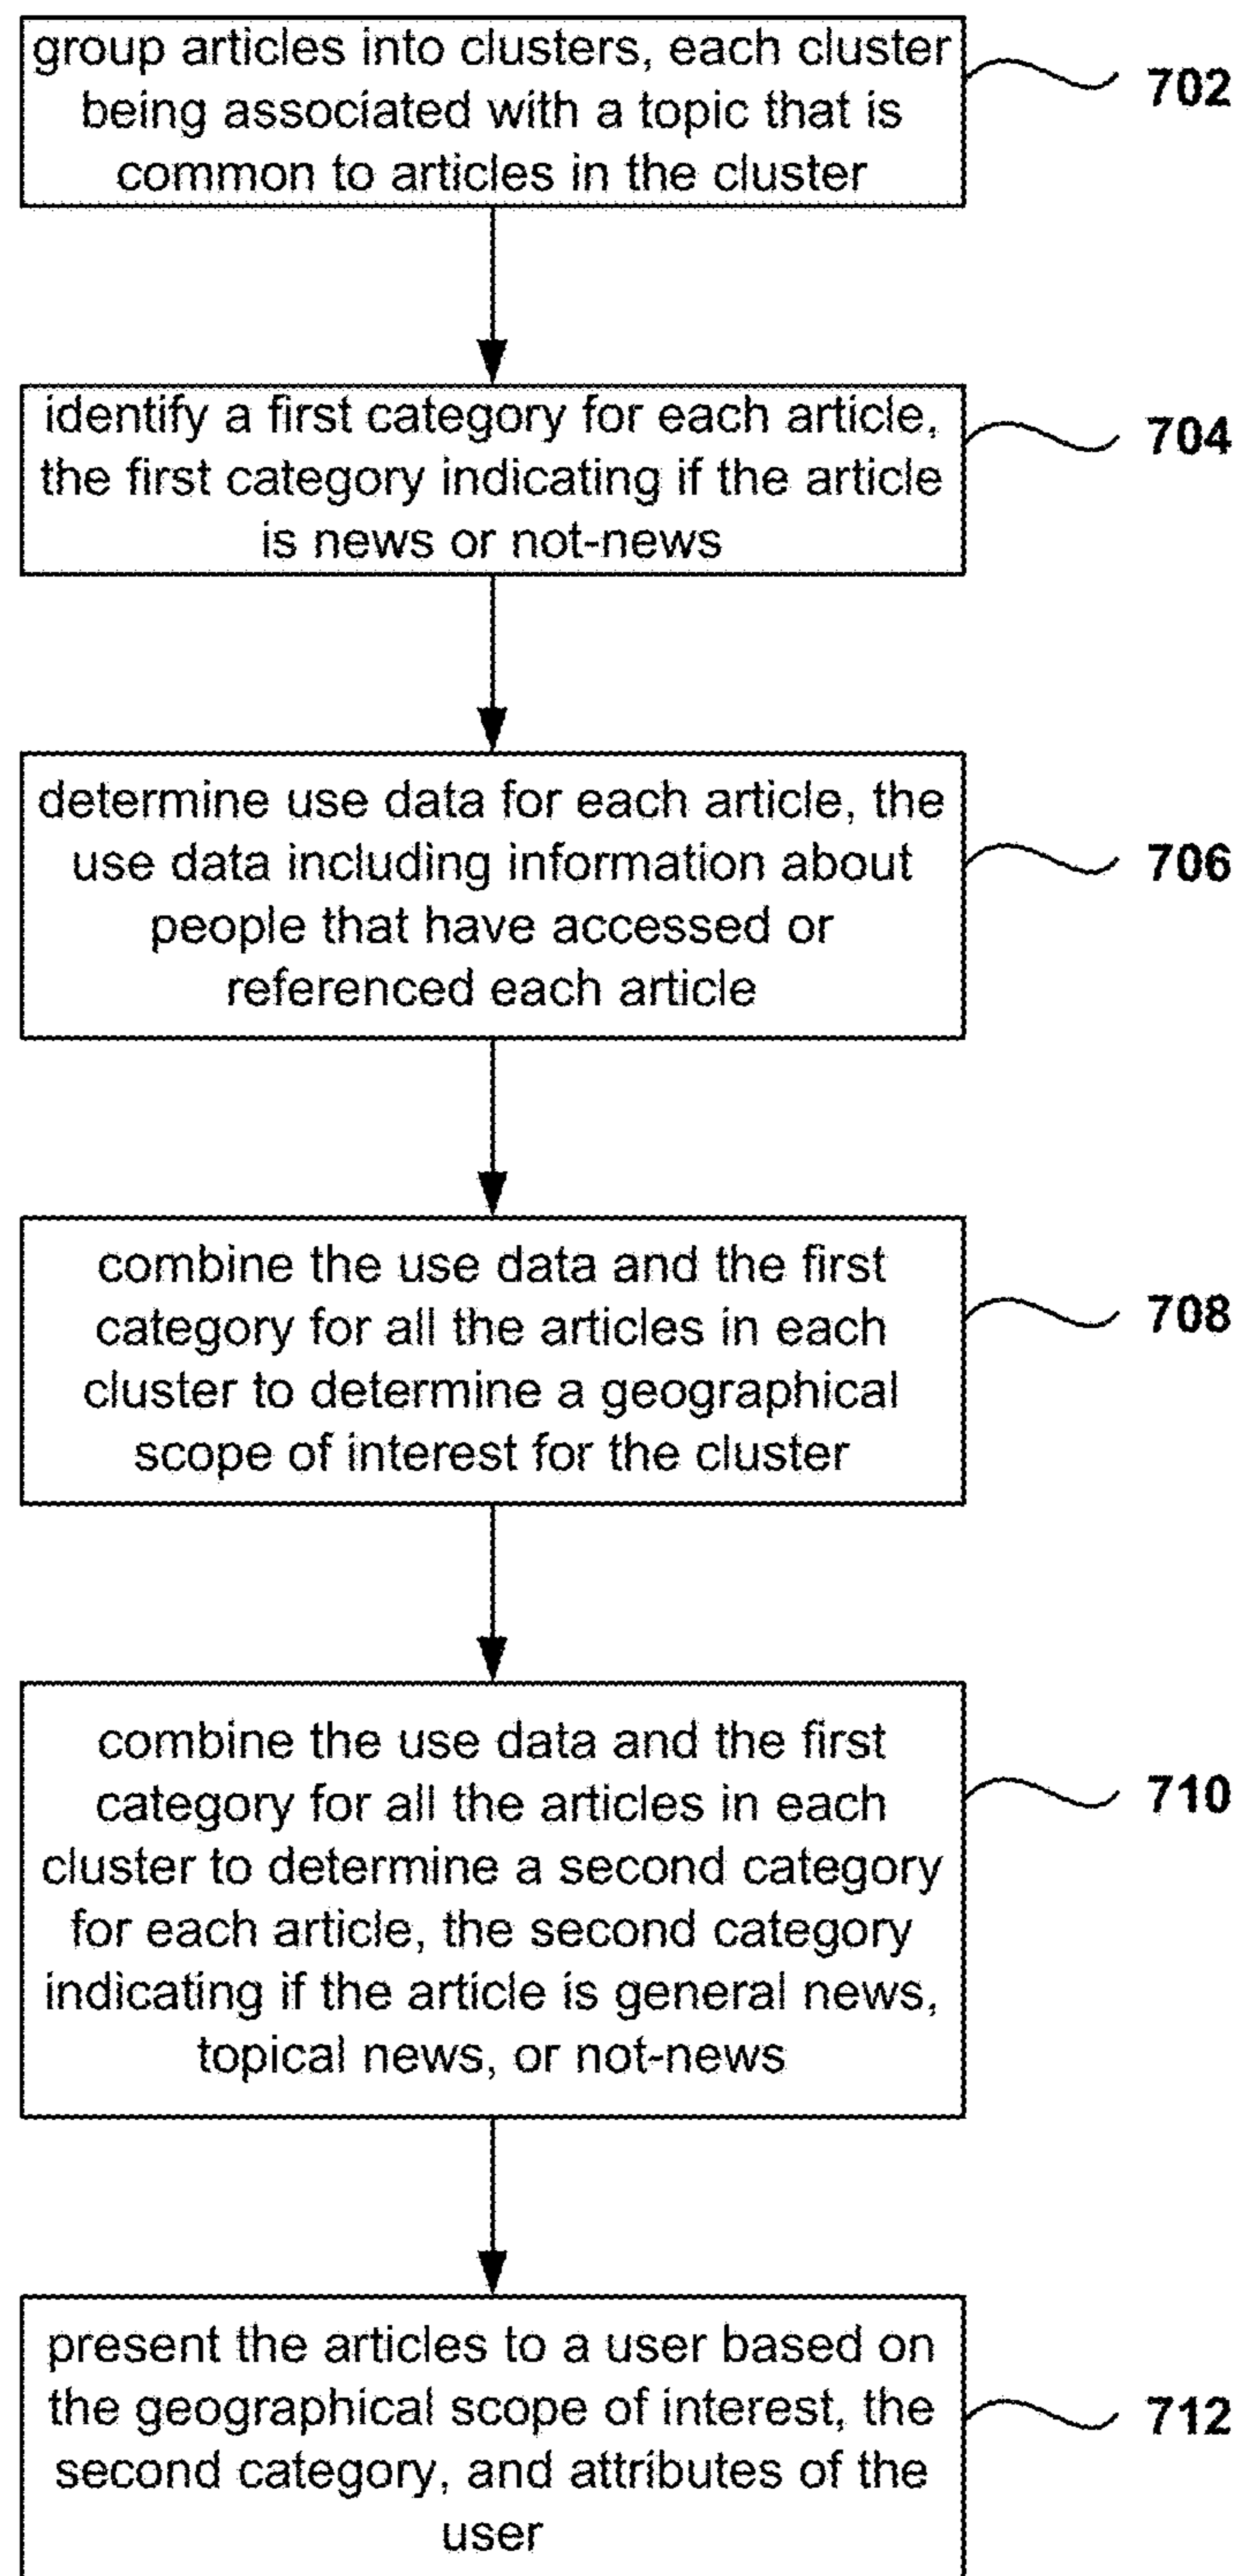 group articles into clusters, each cluster
being associated with a topic that is
common to articles in the cluster
702
identify a first category for each article,
the first category indicating if the article
is news or not-news
704
determine use data for each article, the
use data including information about
people that have accessed or
referenced each article
706
combine the use data and the first
category for all the articles in each
cluster to determine a geographical
scope of interest for the cluster
708
combine the use data and the first
category for all the articles in each
cluster to determine a second category
for each article, the second category
indicating if the article is general news,
topical news, or not-news
710
present the articles to a user based on
the geographical scope of interest, the
second category, and attributes of the
user
712